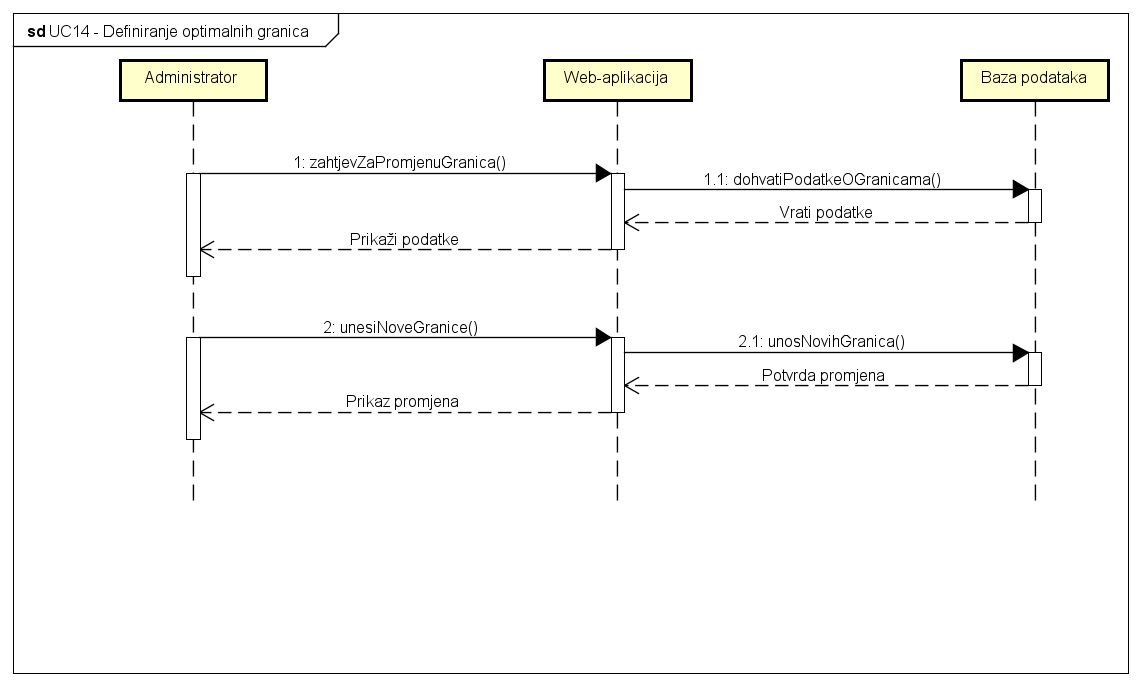 sd UC14 - Definiranje optimalnih granica
Administrator
Web-aplikacija
Baza podataka
1: zahtjevZaPromjenuGranica()
1.1: dohvatiPodatkeOGranicama()
Vrati podatke
Prikaži podatke
2: unesiNoveGranice()
2.1: unosNovihGranica()
Potvrda promjena
Prikaz promjena